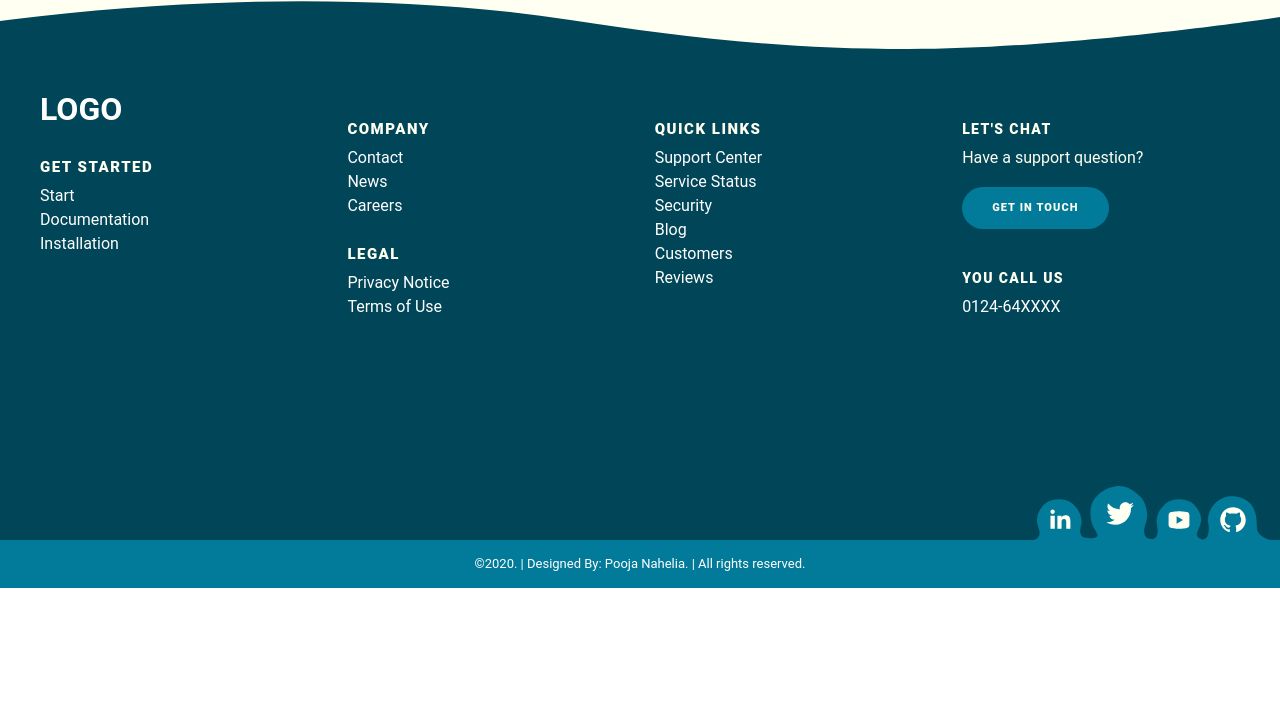 LOGO
GET STARTED
Start
Documentation
Installation
COMPANY
Contact
News
Careers
LEGAL
Privacy Notice
Terms of Use
QUICK LINKS
Support Center
Service Status
Security
Blog
Customers
Reviews
LET'S CHAT
Have a support question?
GET IN TOUCH
YOU CALL US
0124-64XXXX
in
©2020. | Designed By: Pooja Nahelia. | All rights reserved.